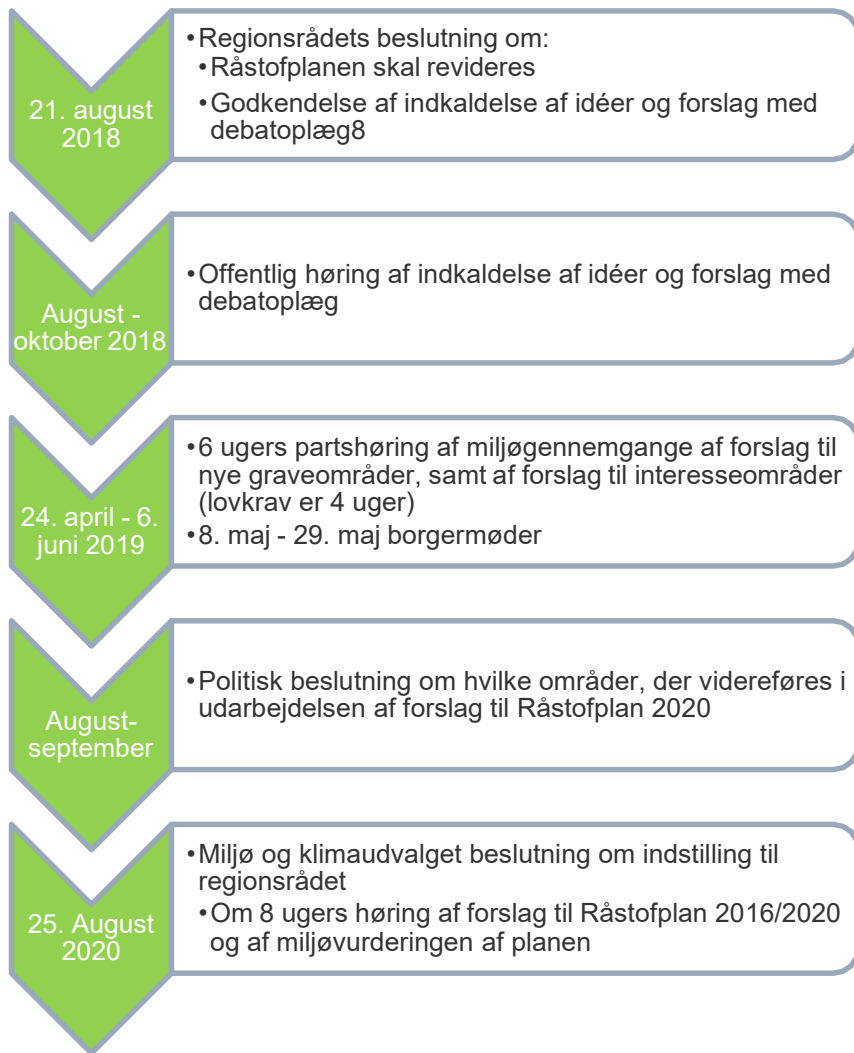 21. august
2018
•Regionsrådets beslutning om:
•Råstofplanen skal revideres
•Godkendelse af indkaldelse af idéer og forslag med
debatoplæg8
August -
oktober 2018
•Offentlig høring af indkaldelse af idéer og forslag med
debatoplæg
24. april - 6.
juni 2019
•6 ugers partshøring af miljøgennemgange af forslag til
nye graveområder, samt af forslag til interesseområder
(lovkrav er 4 uger)
•8. maj - 29. maj borgermøder
August-
september
•Politisk beslutning om hvilke områder, der videreføres i
udarbejdelsen af forslag til Råstofplan 2020
25. August
2020
•Miljø og klimaudvalget beslutning om indstilling til
regionsrådet
•Om 8 ugers høring af forslag til Råstofplan 2016/2020
og af miljøvurderingen af planen